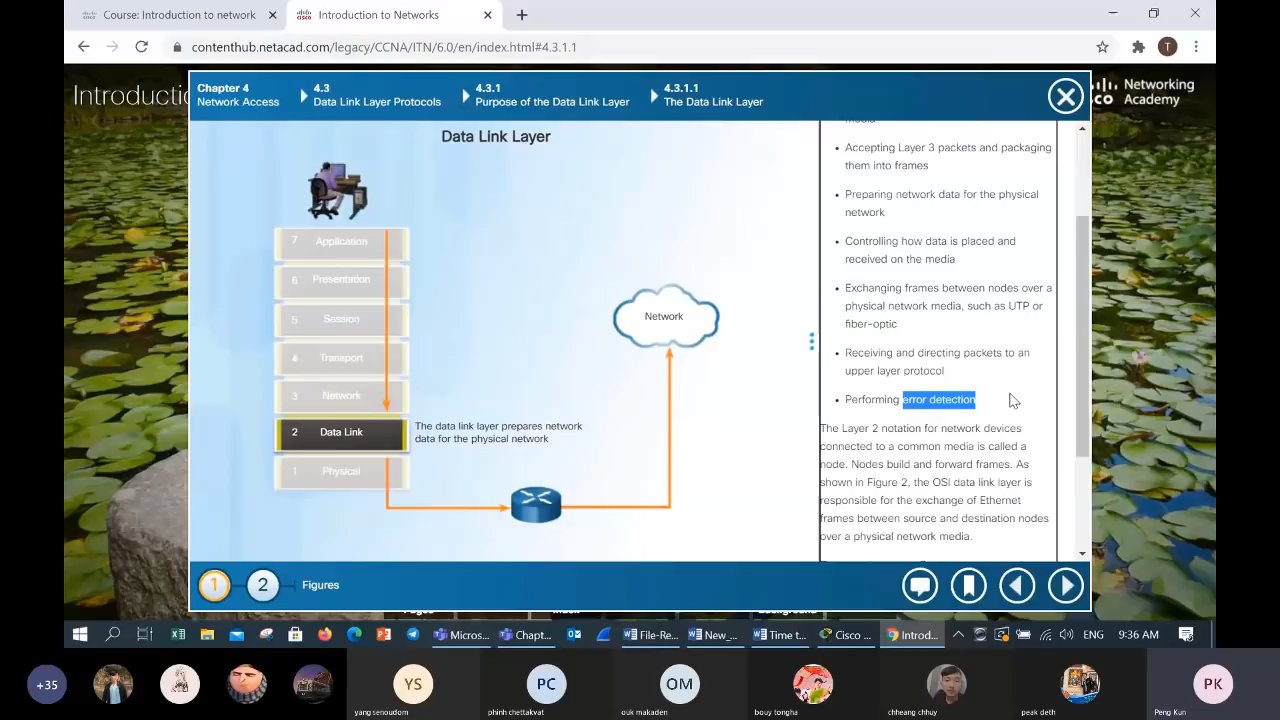 Course: Introduction to network
Introduction to Networks
contenthub.netacad.com/legacy/CCNA/ITN/6.0/en/index.html#4.3.1.1
T
Chapter 4
Network Access
4.3
Data Link Layer Protocols
4.3.1
Purpose of the Data Link Layer
4.3.1.1
The Data Link Layer
Networking
Academy
Data Link Layer
7 Application
6 Presentation
5 Session
4 Transport
3 Network
2 Data Link
1 Physical
The data link layer prepares network
data for the physical network
Network
media
• Accepting Layer 3 packets and packaging
them into frames
• Preparing network data for the physical
network
• Controlling how data is placed and
received on the media
• Exchanging frames between nodes over a
physical network media, such as UTP or
fiber-optic
• Receiving and directing packets to an
upper layer protocol
• Performing error detection
The Layer 2 notation for network devices
connected to a common media is called a
node. Nodes build and forward frames. As
shown in Figure 2, the OSI data link layer is
responsible for the exchange of Ethernet
frames between source and destination nodes
over a physical network media.
1 2 Figures
Micros...
Chapt...
File-Re...
New_...
Time t...
Cisco ...
Introd...
ENG
9:36 AM
+35
YS
yang senoudom
PC
phinh chettakvat
OM
ouk makaden
bouy tongha
chheang chhuy
peak deth
PK
Peng Kun